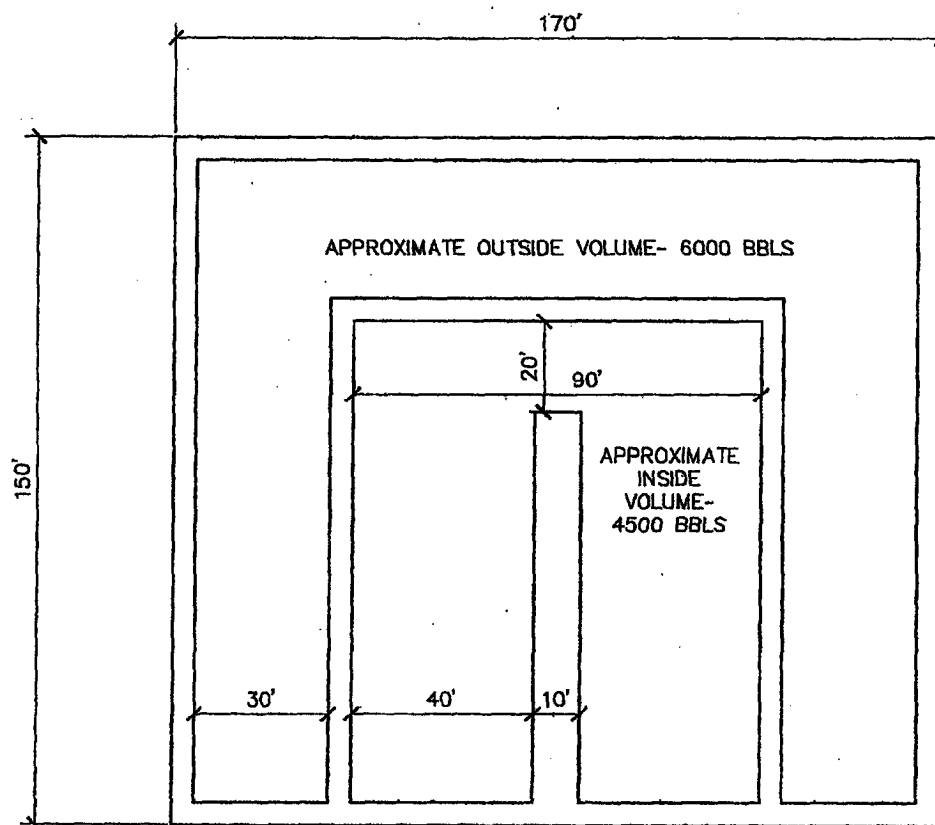 170'
APPROXIMATE OUTSIDE VOLUME- 6000 BBLS
20'
90'
APPROXIMATE
INSIDE
VOLUME-
4500 BBLS
150'
30'
40'
10'